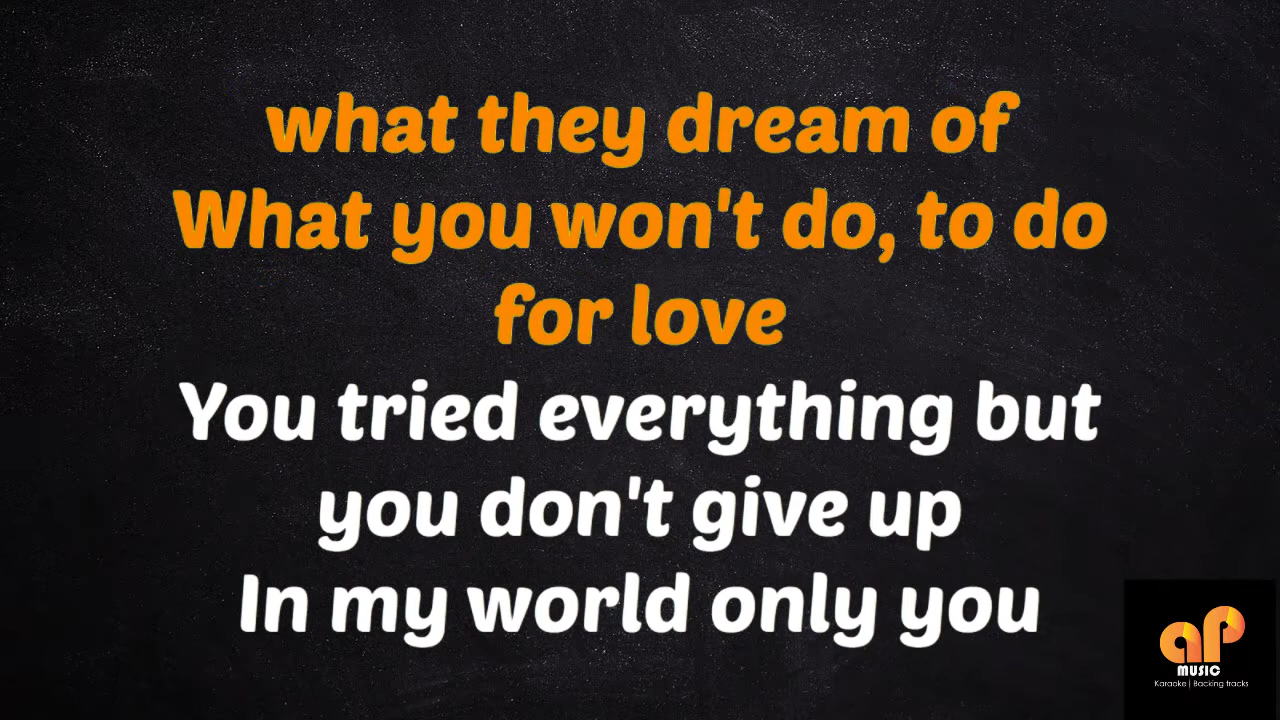 what they dream of
What you won't do, to do
for love
You tried everything but
you don't give up
In my world only you
aP
MUSIC
Karaoke | Backing tracks